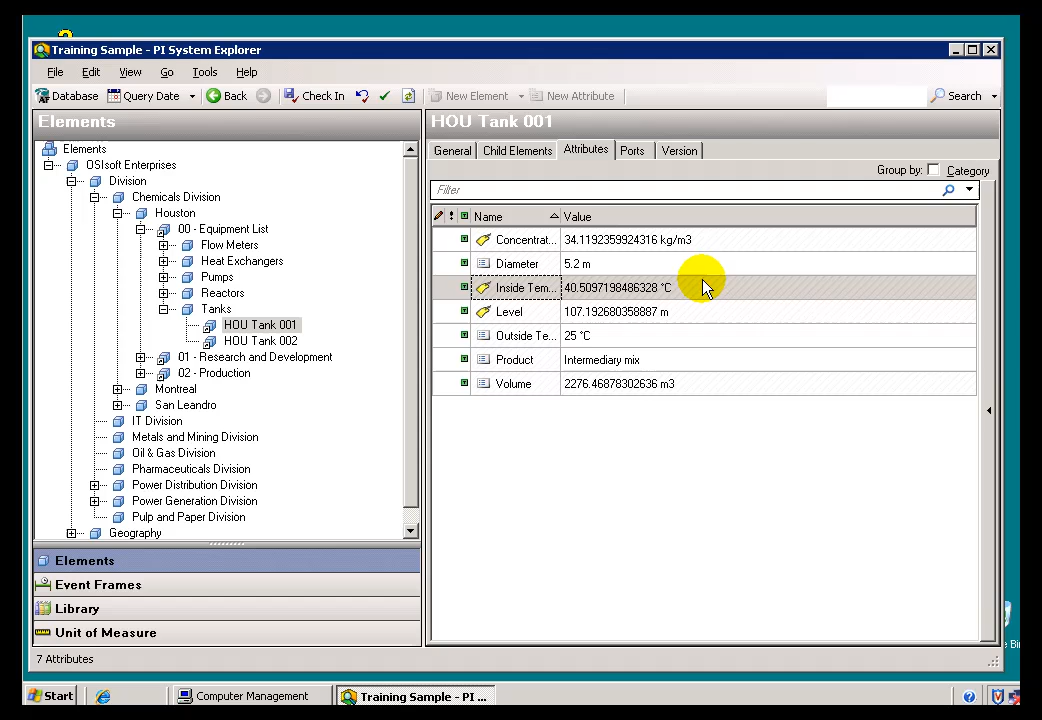 Training Sample - PI System Explorer
File Edit View Go Tools Help
Database Query Date Back Check In New Element New Attribute Search
Elements
HOU Tank 001
General Child Elements Attributes Ports Version
Group by: Category
Filter
Name Value
Concentrat... 34.1192359924316 kg/m3
Diameter 5.2 m
Inside Tem... 40.5097198486328 °C
Level 107.192680358887 m
Outside Te... 25 °C
Product Intermediary mix
Volume 2276.46878302636 m3
Elements
OSIsoft Enterprises
Division
Chemicals Division
Houston
00 - Equipment List
Flow Meters
Heat Exchangers
Pumps
Reactors
Tanks
HOU Tank 001
HOU Tank 002
01 - Research and Development
02 - Production
Montreal
San Leandro
IT Division
Metals and Mining Division
Oil & Gas Division
Pharmaceuticals Division
Power Distribution Division
Power Generation Division
Pulp and Paper Division
Geography
Elements
Event Frames
Library
Unit of Measure
7 Attributes
Start Computer Management Training Sample - PI ...